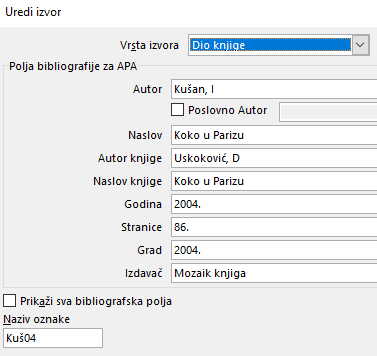 Uredi izvor
Vrsta izvora Dio knjige
Polja bibliografije za APA
Autor Kušan, I
Poslovno Autor
Naslov Koko u Parizu
Autor knjige Uskoković, D
Naslov knjige Koko u Parizu
Godina 2004.
Stranice 86.
Grad 2004.
Izdavač Mozaik knjiga
Prikaži sva bibliografska polja
Naziv oznake
Kuš04